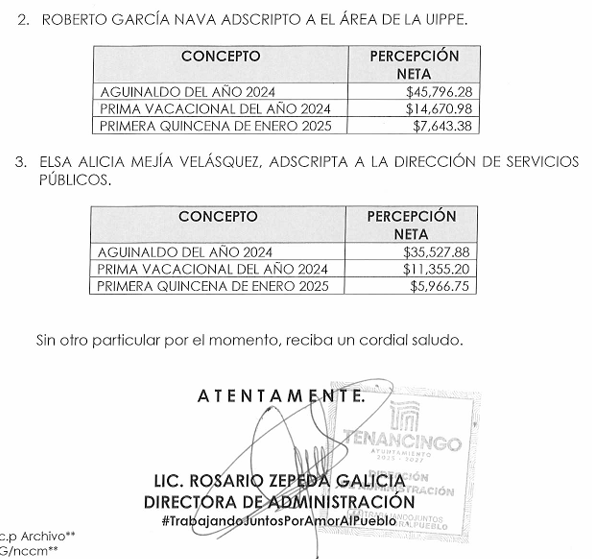 2. ROBERTO GARCÍA NAVA ADSCRIPTO A EL ÁREA DE LA UIPPE.
CONCEPTO PERCEPCIÓN
NETA
AGUINALDO DEL AÑO 2024 $45,796.28
PRIMA VACACIONAL DEL AÑO 2024 $14,670.98
PRIMERA QUINCENA DE ENERO 2025 $7,643.38
3. ELSA ALICIA MEJÍA VELÁSQUEZ, ADSCRIPTA A LA DIRECCIÓN DE SERVICIOS
PÚBLICOS.
CONCEPTO PERCEPCIÓN
NETA
AGUINALDO DEL AÑO 2024 $35,527.88
PRIMA VACACIONAL DEL AÑO 2024 $11,355.20
PRIMERA QUINCENA DE ENERO 2025 $5,966.75
Sin otro particular por el momento, reciba un cordial saludo.
A T E N T A M E N T E.
TENANCINGO
AYUNTAMIENTO
2025 - 2027
DIRECCIÓN
LIC. ROSARIO ZEPEDA GALICIA
DIRECTORA DE ADMINISTRACIÓN
#TrabajandoJuntosPorAmorAlPueblo
c.p Archivo**
G/nccm**